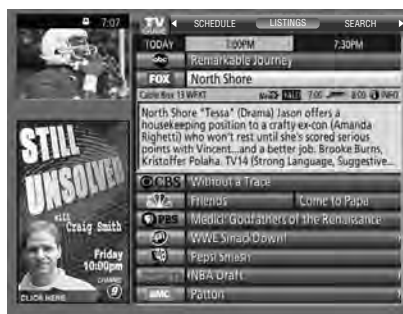 7:07
TV
GUIDE
SCHEDULE
LISTINGS
SEARCH
TODAY
7:00PM
7:30PM
abc
Remarkable Journey
FOX
North Shore
Cable Box 13 WFXT
7:00
8:00
INFO
North Shore "Tessa" (Drama) Jason offers a
housekeeping position to a crafty ex-con (Amanda
Righetti) who won't rest until she's scored serious
points with Vincent...and a better job. Brooke Burns,
Kristoffer Polaha. TV14 (Strong Language, Suggestive...
STILL
UNSOLVED
with
Craig Smith
Friday
10:00pm
CHANNEL
9
CLICK HERE
CBS
Without a Trace
Friends
Come to Papa
PBS
Medici: Godfathers of the Renaissance
WWE SmackDown!
Pepsi Smash
NBA Draft
AMC
Patton